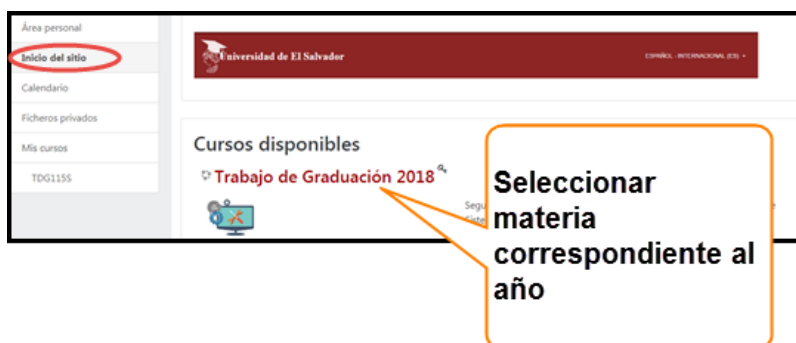 Área personal
Inicio del sitio
Calendario
Ficheros privados
Mis cursos
TDG115S
Universidad de El Salvador
ESPAÑOL - INTERNACIONAL (ES)
Cursos disponibles
Trabajo de Graduación 2018
Seleccionar
materia
correspondiente al
año